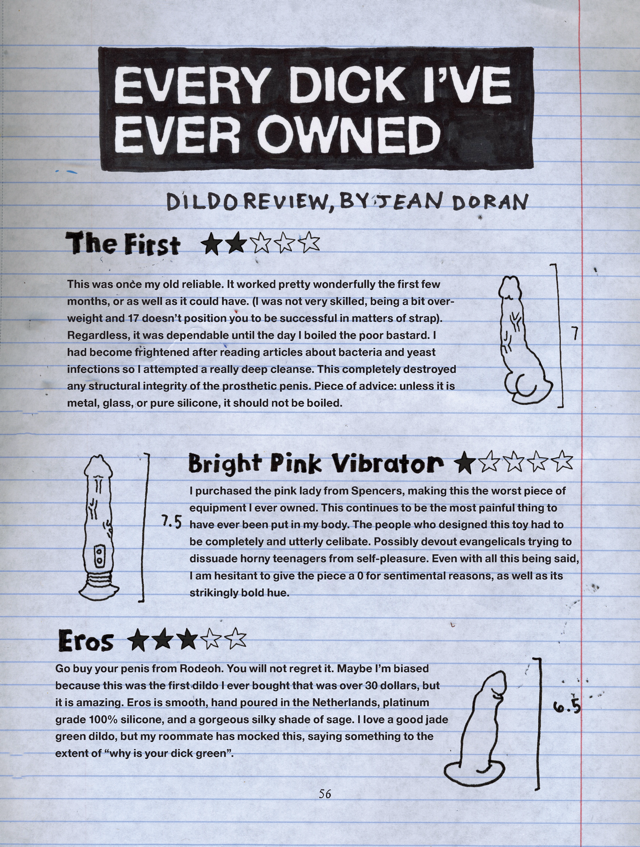 EVERY DICK I'VE
EVER OWNED
DILDO REVIEW, BY JEAN DORAN
The First
This was once my old reliable. It worked pretty wonderfully the first few
months, or as well as it could have. (I was not very skilled, being a bit over-
weight and 17 doesn't position you to be successful in matters of strap).
Regardless, it was dependable until the day I boiled the poor bastard. I
had become frightened after reading articles about bacteria and yeast
infections so I attempted a really deep cleanse. This completely destroyed
any structural integrity of the prosthetic penis. Piece of advice: unless it is
metal, glass, or pure silicone, it should not be boiled.
7
Bright Pink Vibrator
I purchased the pink lady from Spencers, making this the worst piece of
equipment I ever owned. This continues to be the most painful thing to
have ever been put in my body. The people who designed this toy had to
be completely and utterly celibate. Possibly devout evangelicals trying to
dissuade horny teenagers from self-pleasure. Even with all this being said,
I am hesitant to give the piece a 0 for sentimental reasons, as well as its
strikingly bold hue.
7.5
Eros
Go buy your penis from Rodeoh. You will not regret it. Maybe I'm biased
because this was the first dildo I ever bought that was over 30 dollars, but
it is amazing. Eros is smooth, hand poured in the Netherlands, platinum
grade 100% silicone, and a gorgeous silky shade of sage. I love a good jade
green dildo, but my roommate has mocked this, saying something to the
extent of "why is your dick green".
6.5
56